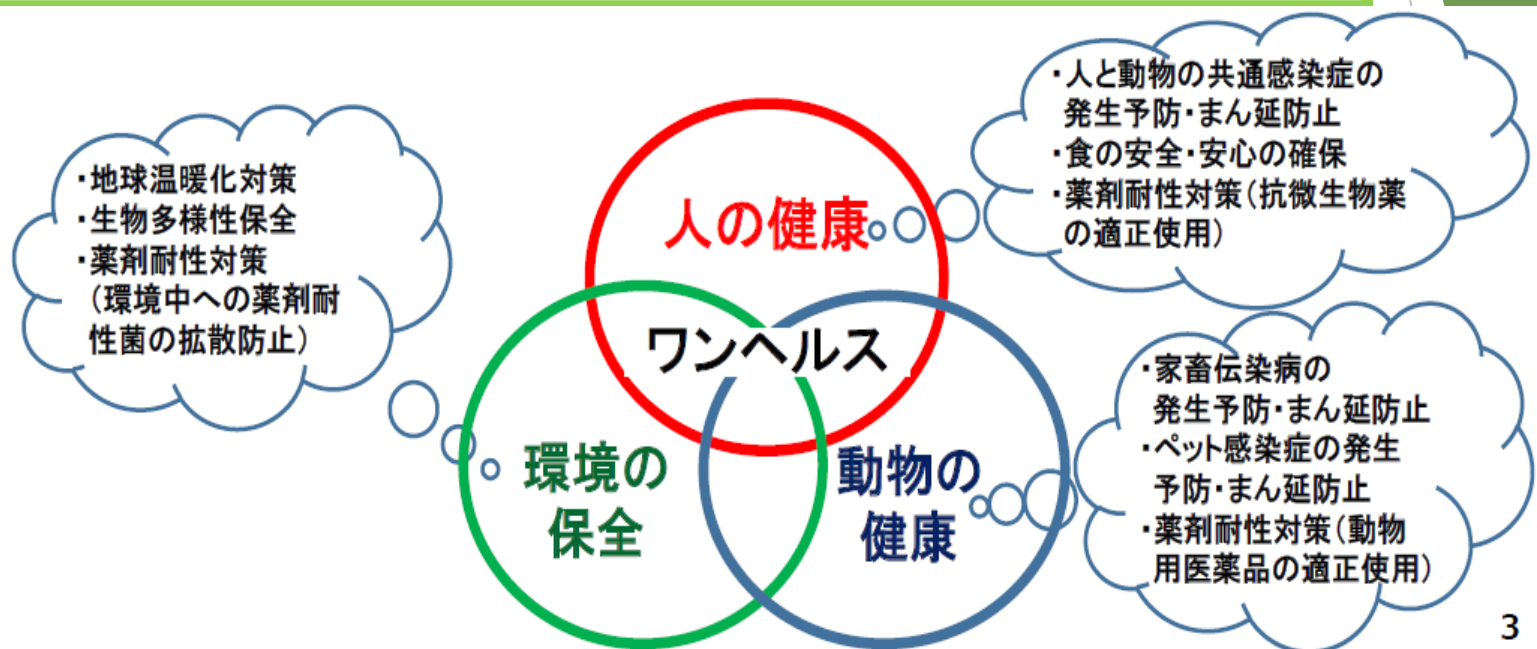 ・地球温暖化対策
・生物多様性保全
・薬剤耐性対策
(環境中への薬剤耐
性菌の拡散防止)
人の健康
ワンヘルス
環境の
保全
動物の
健康
・人と動物の共通感染症の
発生予防・まん延防止
・食の安全・安心の確保
・薬剤耐性対策(抗微生物薬
の適正使用)
・家畜伝染病の
発生予防・まん延防止
・ペット感染症の発生
予防・まん延防止
・薬剤耐性対策(動物
用医薬品の適正使用)
3